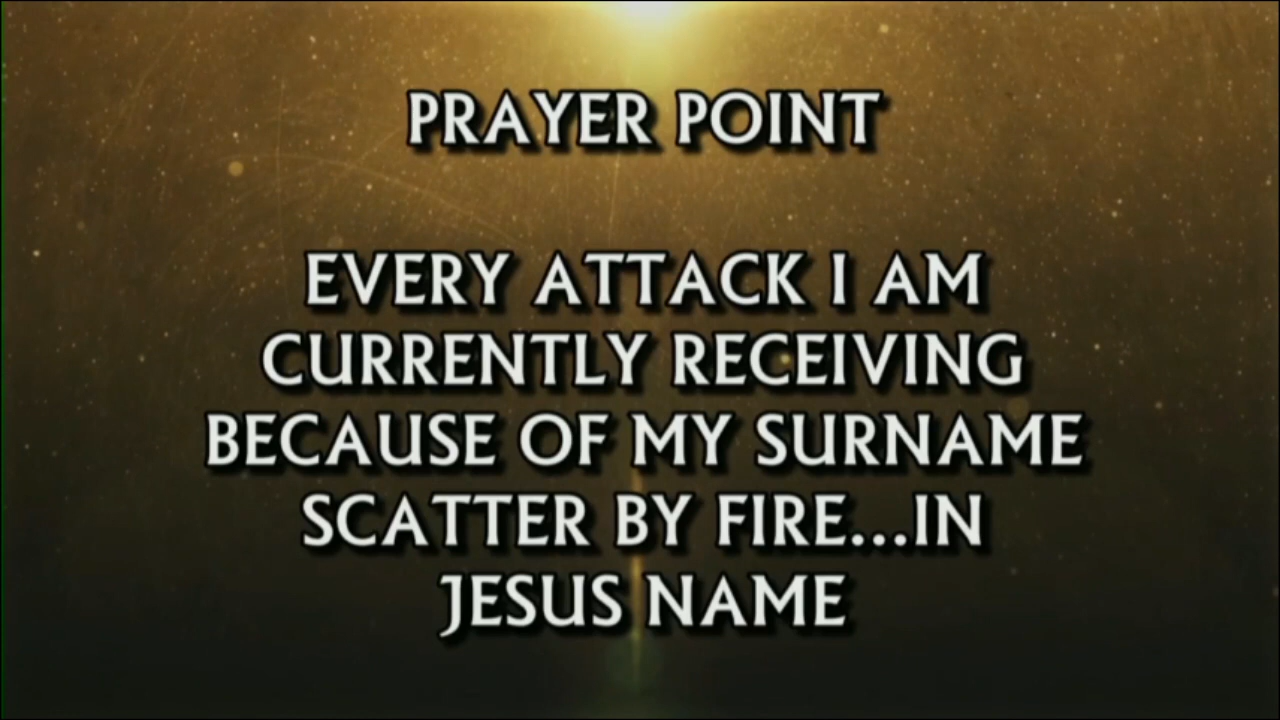 PRAYER POINT
EVERY ATTACK I AM
CURRENTLY RECEIVING
BECAUSE OF MY SURNAME
SCATTER BY FIRE...IN
JESUS NAME